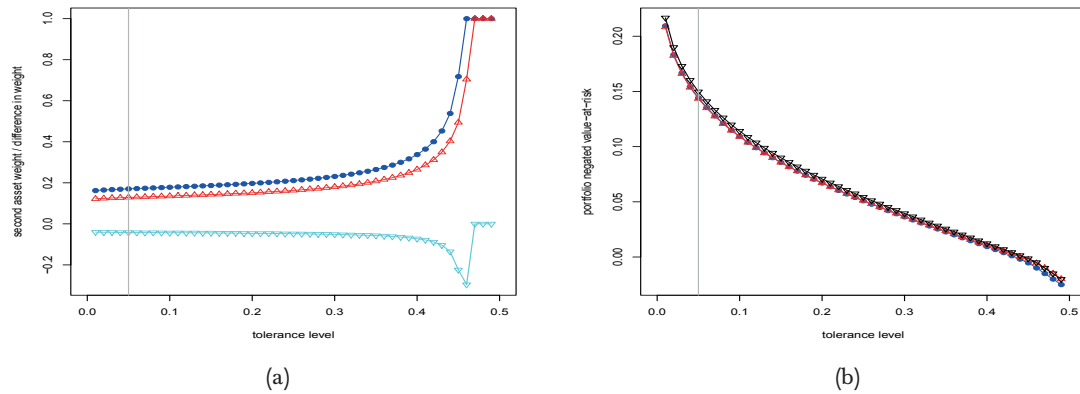 second asset weight / difference in weight
1.0
0.8
0.6
0.4
0.2
0.0
-0.2
0.0 0.1 0.2 0.3 0.4 0.5
tolerance level
(a)
portfolio negated value-at-risk
0.20
0.15
0.10
0.05
0.00
0.0 0.1 0.2 0.3 0.4 0.5
tolerance level
(b)